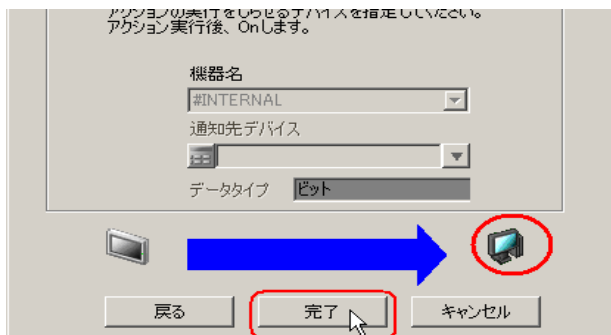 アクションの実行をしらせるデバイスを指定してください。
アクション実行後、Onします。
機器名
#INTERNAL
通知先デバイス
データタイプ ビット
戻る 完了 キャンセル